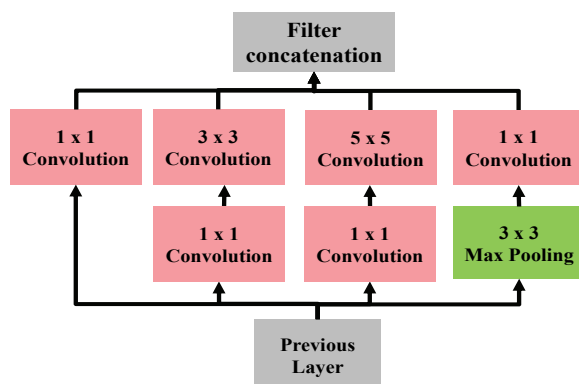 Filter
concatenation
1 x 1
Convolution
3 x 3
Convolution
5 x 5
Convolution
1 x 1
Convolution
1 x 1
Convolution
1 x 1
Convolution
3 x 3
Max Pooling
Previous
Layer